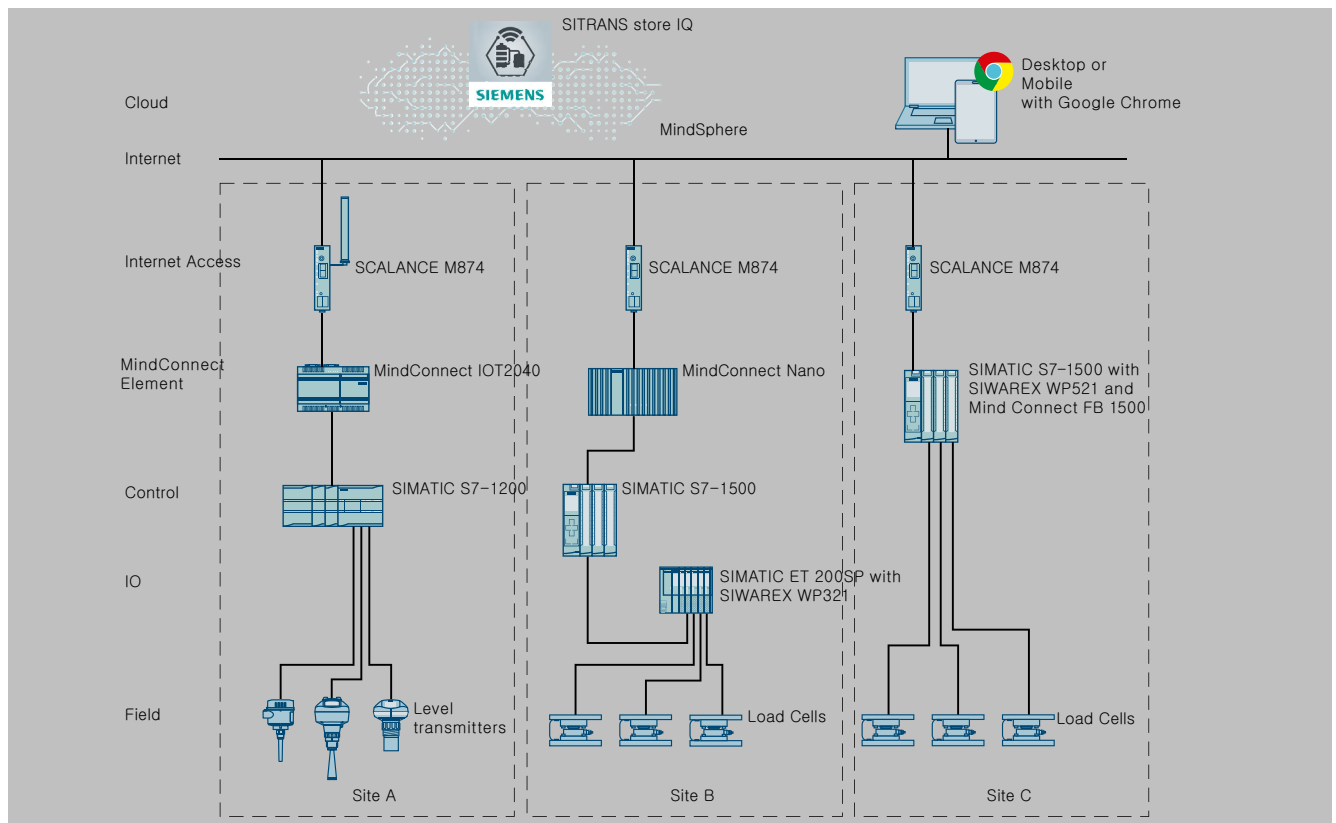 SITRANS store IQ
SIEMENS
Desktop or
Mobile
with Google Chrome
Cloud
MindSphere
Internet
Internet Access
SCALANCE M874
SCALANCE M874
SCALANCE M874
MindConnect
Element
MindConnect IOT2040
MindConnect Nano
SIMATIC S7-1500 with
SIWAREX WP521 and
Mind Connect FB 1500
Control
SIMATIC S7-1200
SIMATIC S7-1500
IO
SIMATIC ET 200SP with
SIWAREX WP321
Field
Level
transmitters
Load Cells
Load Cells
Site A
Site B
Site C